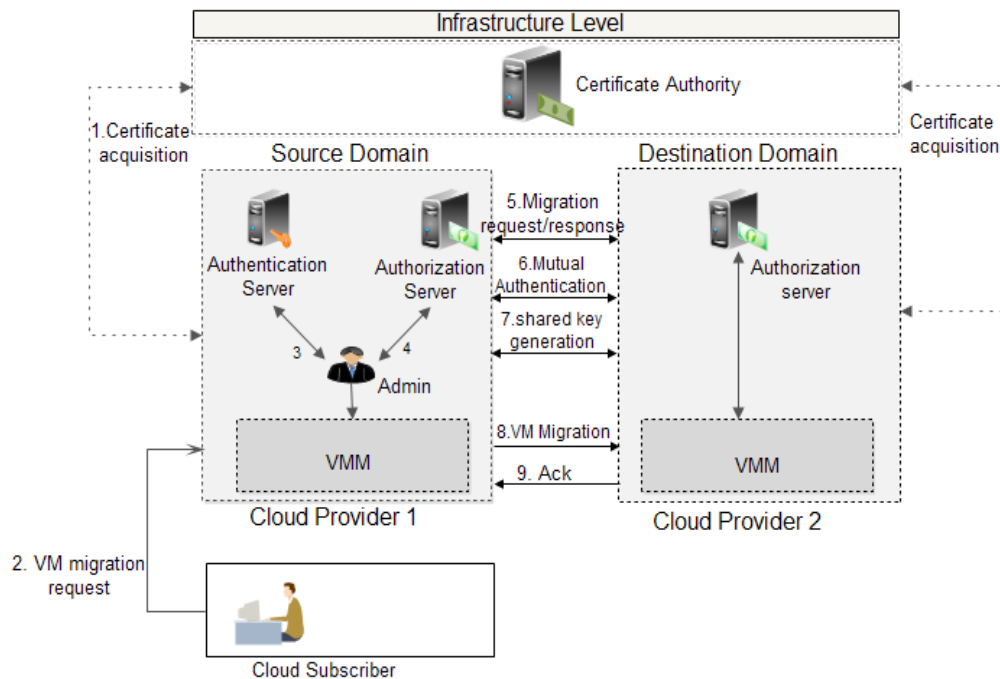 Infrastructure Level
Certificate Authority
1.Certificate
acquisition
Certificate
acquisition
Source Domain
Destination Domain
Authentication
Server
Authorization
Server
3
4
Admin
VMM
Cloud Provider 1
5.Migration
request/response
6.Mutual
Authentication
7.shared key
generation
8.VM Migration
9. Ack
Authorization
server
VMM
Cloud Provider 2
2. VM migration
request
Cloud Subscriber